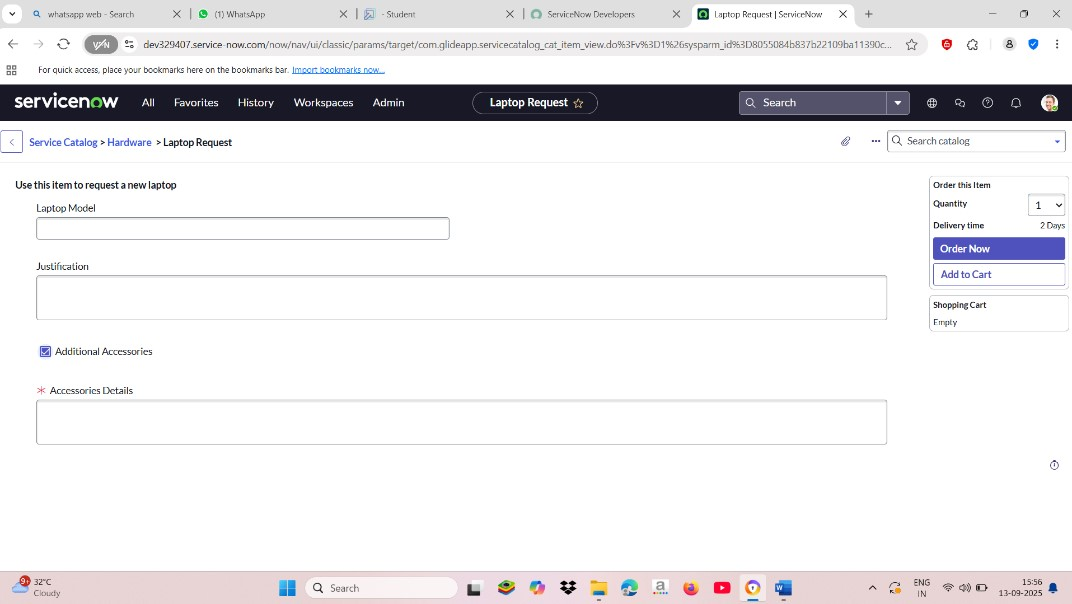 whatsapp web - Search
(1) WhatsApp
- Student
ServiceNow Developers
Laptop Request | ServiceNow
VPN
dev329407.service-now.com/now/nav/ui/classic/params/target/com.glideapp.servicecatalog_cat_item_view.do%3Fv%3D1%26sysparm_id%3D8055084b837b22109ba11390c...
For quick access, place your bookmarks here on the bookmarks bar. Import bookmarks now...
servicenow
All
Favorites
History
Workspaces
Admin
Laptop Request
Search
Service Catalog > Hardware > Laptop Request
Search catalog
Use this item to request a new laptop
Laptop Model
Justification
Additional Accessories
* Accessories Details
Order this Item
Quantity
1
Delivery time
2 Days
Order Now
Add to Cart
Shopping Cart
Empty
9+
32°C
Cloudy
Search
ENG
IN
15:56
13-09-2025